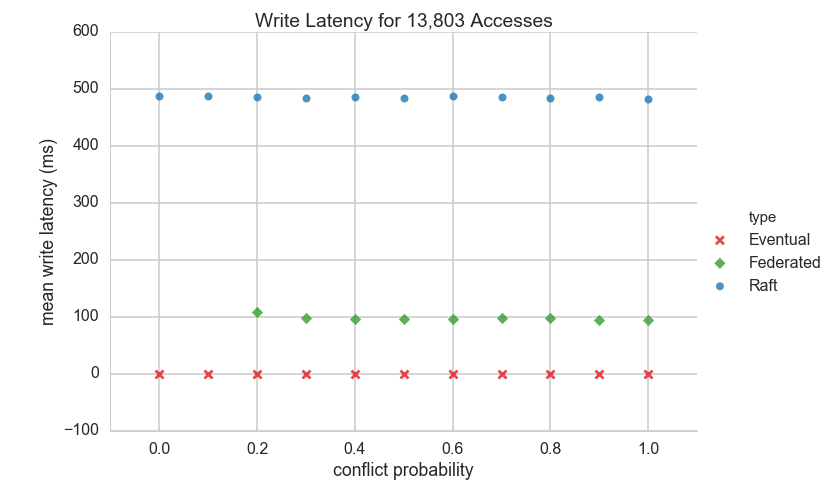 Write Latency for 13,803 Accesses
600
500
400
300
200
100
0
−100
mean write latency (ms)
0.0 0.2 0.4 0.6 0.8 1.0
conflict probability
type
Eventual
Federated
Raft